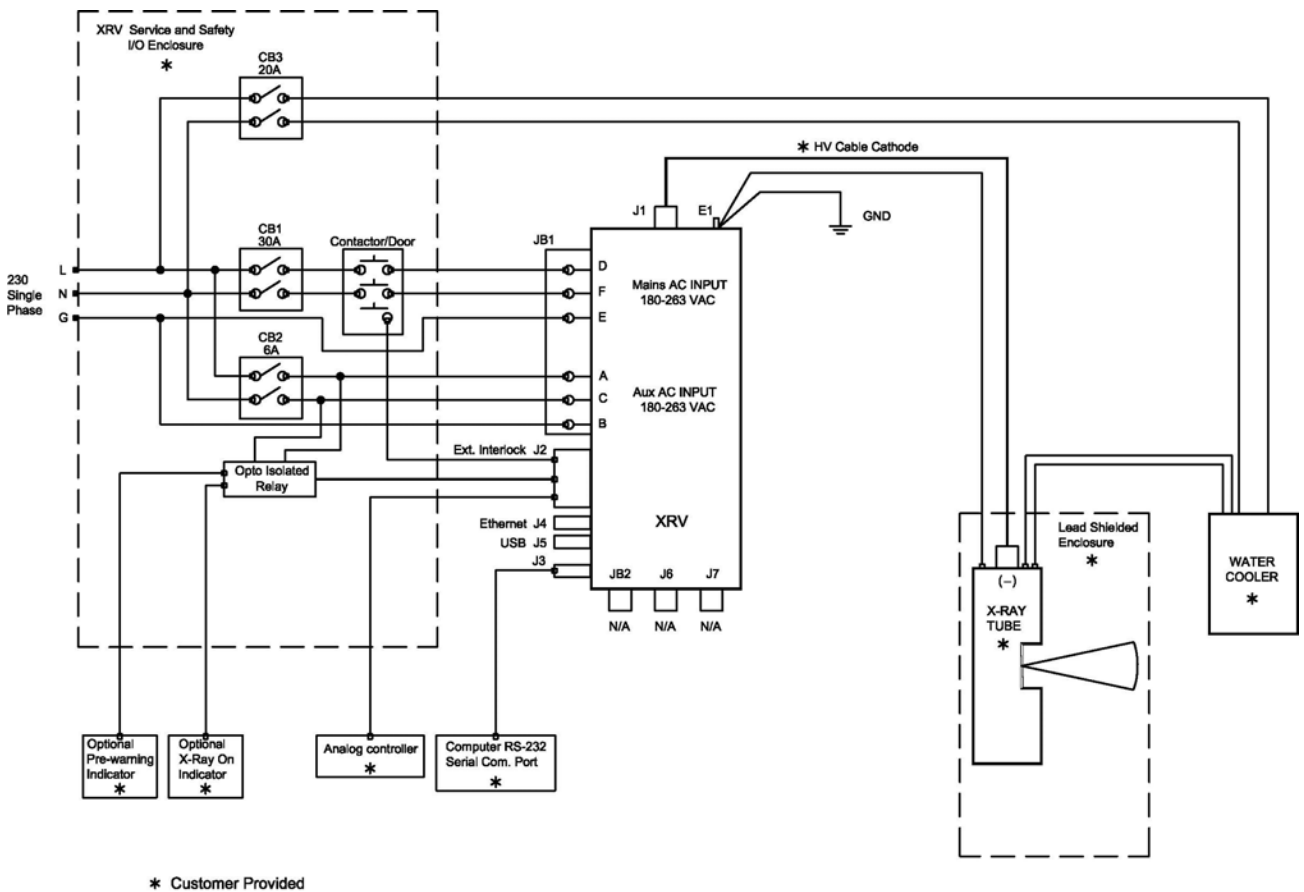 XRV Service and Safety
I/O Enclosure
*
CB3
20A
* HV Cable Cathode
J1
E1
GND
CB1
30A
Contactor/Door
JB1
230
Single
Phase
L
N
G
D
F
E
Mains AC INPUT
180-263 VAC
CB2
6A
A
C
B
Aux AC INPUT
180-263 VAC
Ext. Interlock J2
Opto Isolated
Relay
Ethernet J4
USB J5
J3
XRV
JB2 J6 J7
N/A N/A N/A
Lead Shielded
Enclosure
*
(–)
X-RAY
TUBE
*
WATER
COOLER
*
Optional
Pre-warning
Indicator
*
Optional
X-Ray On
Indicator
*
Analog controller
*
Computer RS-232
Serial Com. Port
*
* Customer Provided